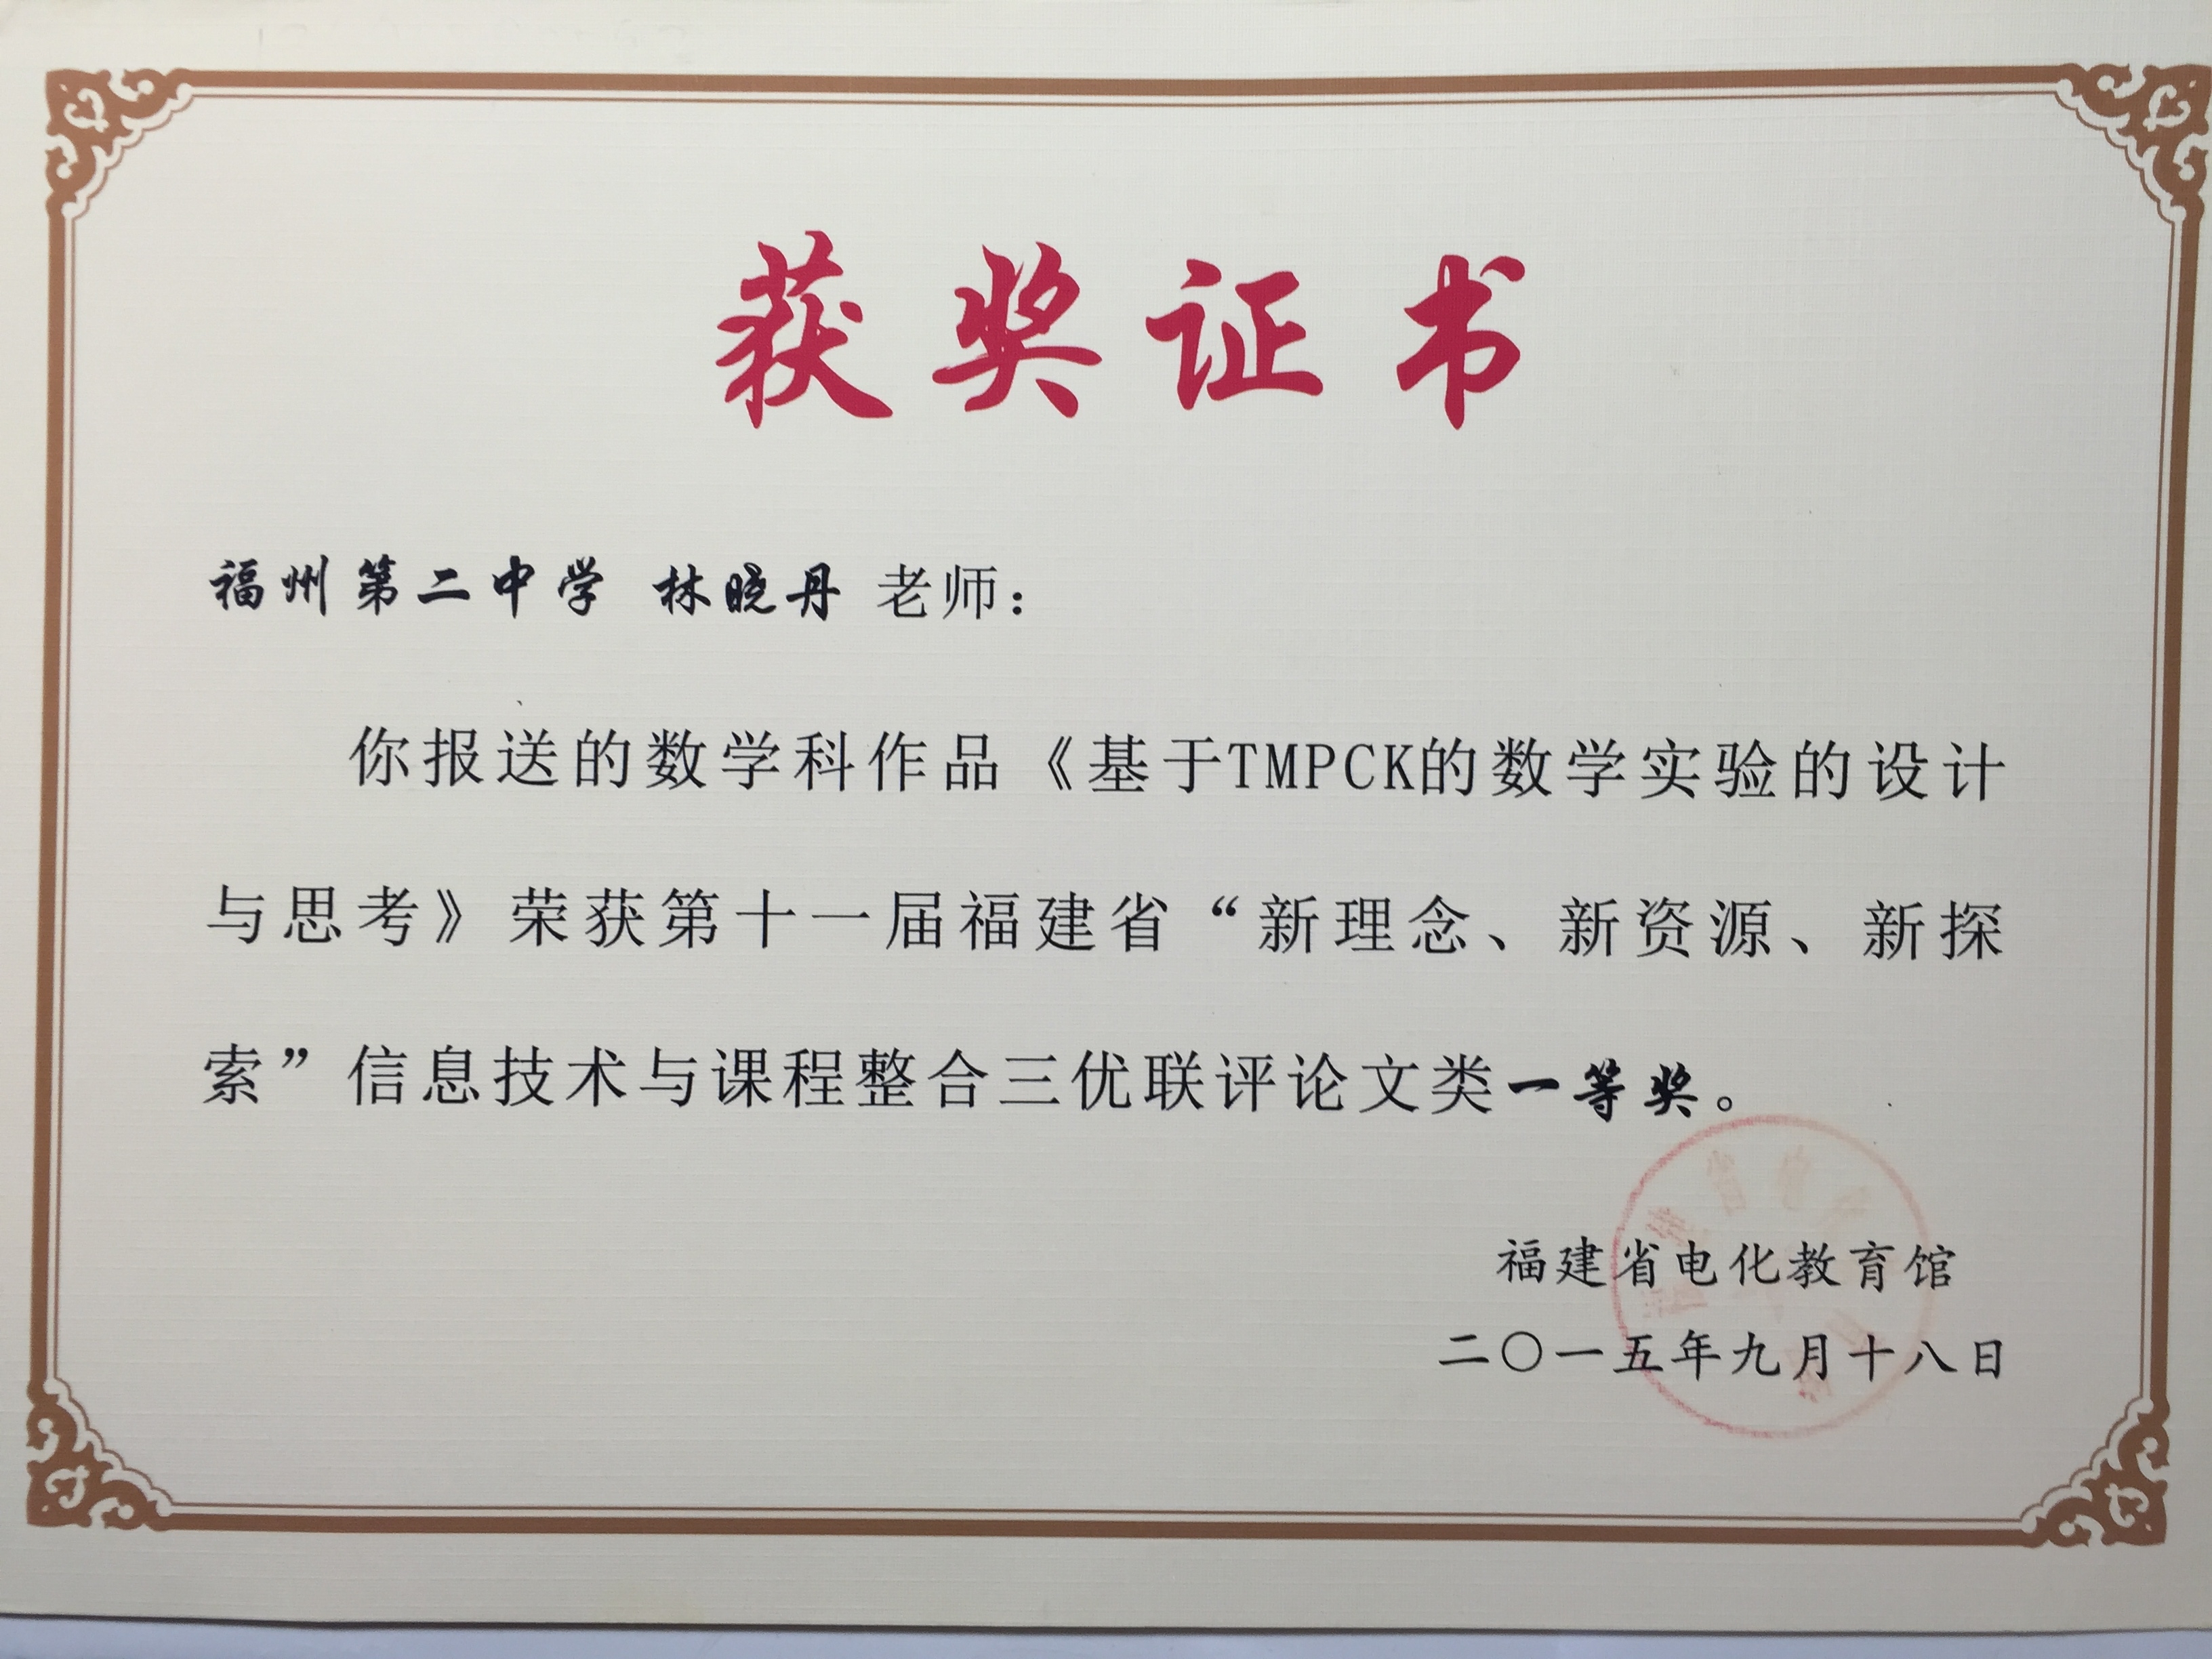 获奖证书
福州第二中学 林晓丹 老师：
你报送的数学科作品《基于TMPCK的数学实验的设计
与思考》荣获第十一届福建省“新理念、新资源、新探
索”信息技术与课程整合三优联评论文类一等奖。
福建省电化教育馆
二〇一五年九月十八日